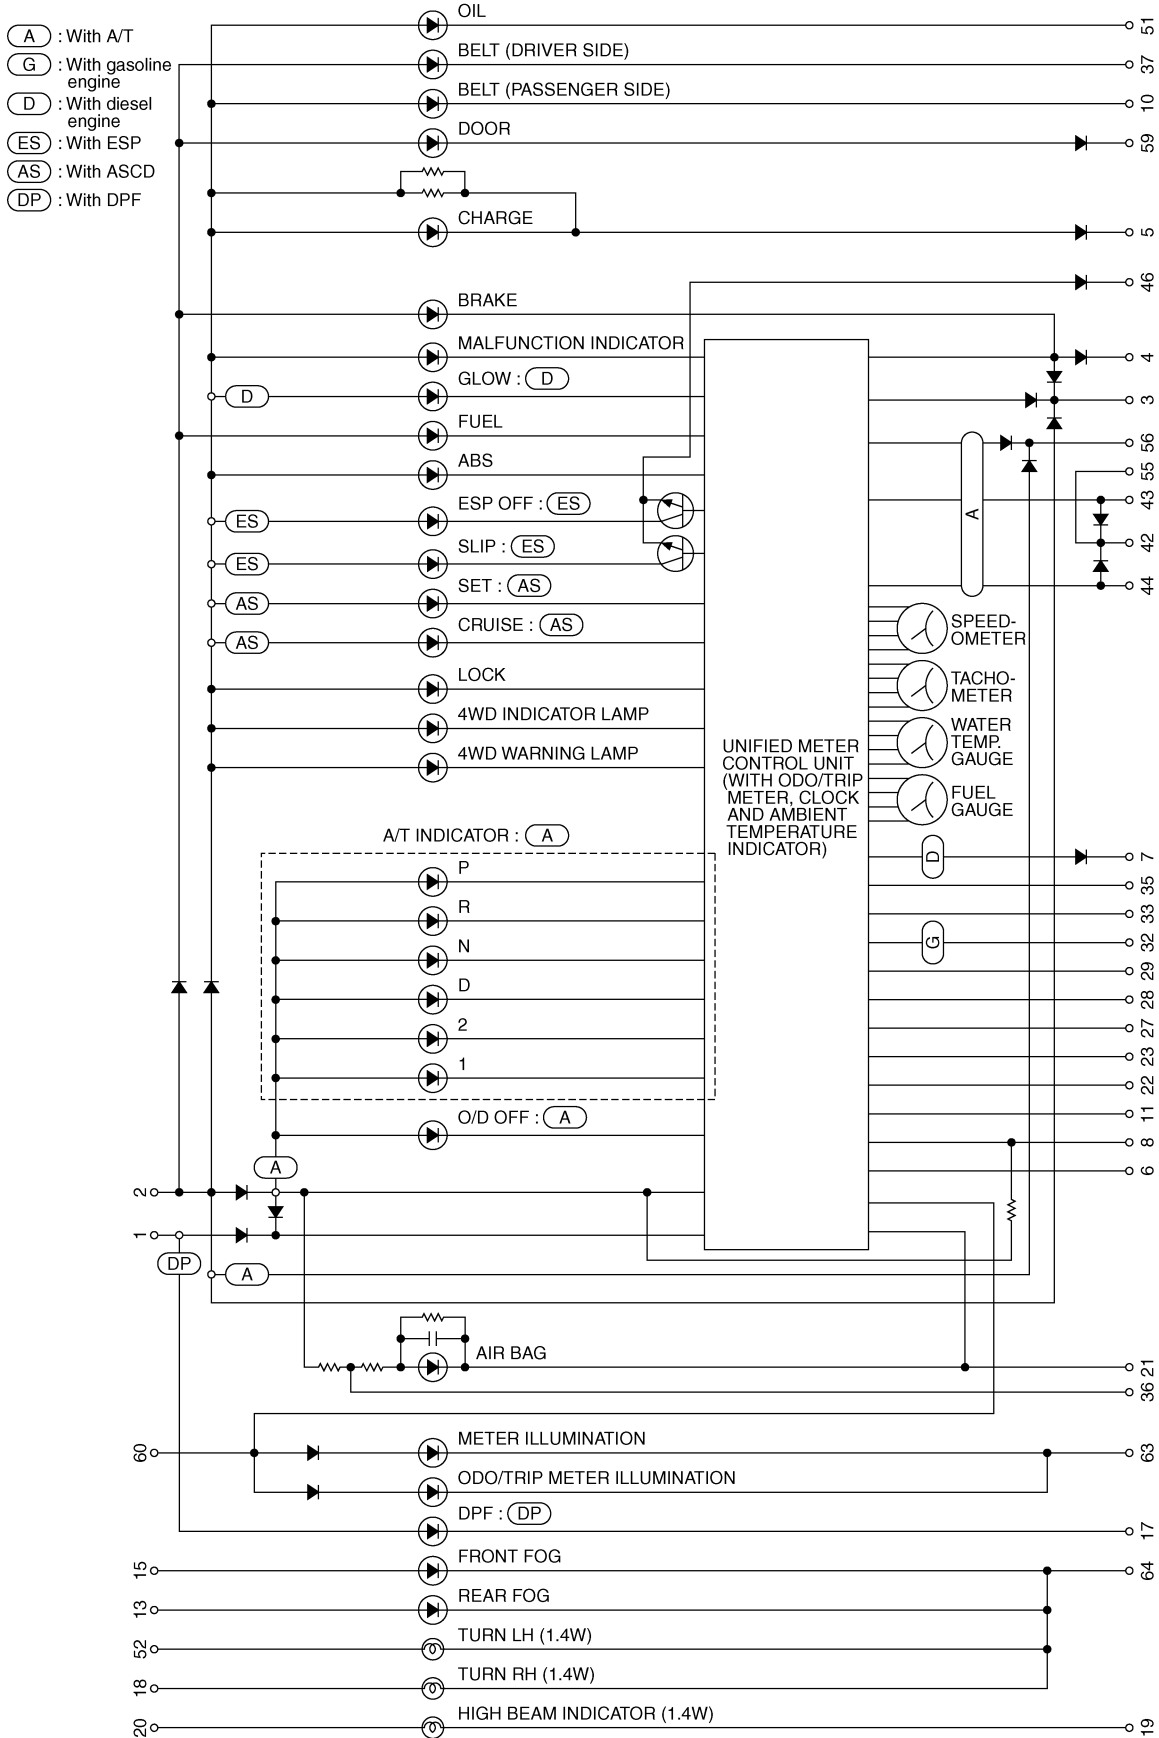 A : With A/T
G : With gasoline
engine
D : With diesel
engine
ES : With ESP
AS : With ASCD
DP : With DPF
OIL 51
BELT (DRIVER SIDE) 37
BELT (PASSENGER SIDE) 10
DOOR 59
CHARGE 5
46
BRAKE
MALFUNCTION INDICATOR 4
GLOW : D
D
3
FUEL 56
ABS 55
ESP OFF : ES 43
ES
A
SLIP : ES 42
ES
SET : AS 44
AS
CRUISE : AS
AS
SPEED-
OMETER
LOCK
TACHO-
METER
4WD INDICATOR LAMP
WATER
TEMP.
GAUGE
4WD WARNING LAMP
FUEL
GAUGE
UNIFIED METER
CONTROL UNIT
(WITH ODO/TRIP
METER, CLOCK
AND AMBIENT
TEMPERATURE
INDICATOR)
A/T INDICATOR : A
D 7
P 35
R 33
G 32
N 29
D 28
2 27
23
1 22
O/D OFF : A 11
8
A 6
2
1
DP
A
AIR BAG 21
36
60 METER ILLUMINATION 63
ODO/TRIP METER ILLUMINATION
DPF : DP 17
15 FRONT FOG 64
13 REAR FOG
52 TURN LH (1.4W)
18 TURN RH (1.4W)
20 HIGH BEAM INDICATOR (1.4W) 19